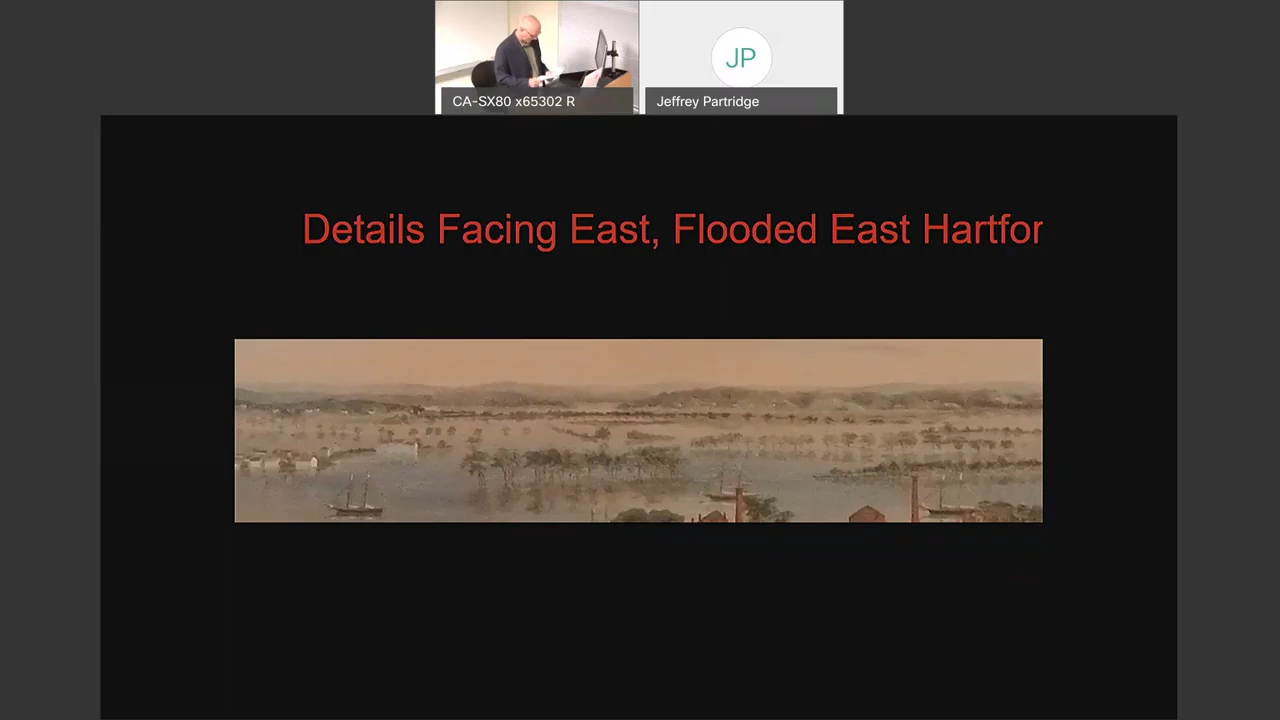 JP
CA-SX80 x65302 R
Jeffrey Partridge
Details Facing East, Flooded East Hartfor